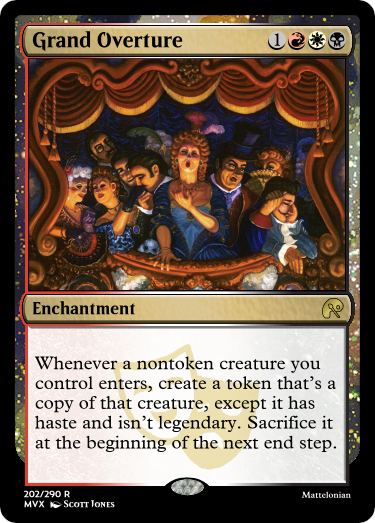 Grand Overture 1
Enchantment
Whenever a nontoken creature you
control enters, create a token that's a
copy of that creature, except it has
haste and isn't legendary. Sacrifice it
at the beginning of the next end step.
202/290 R
MVX Scott Jones
Mattelonian